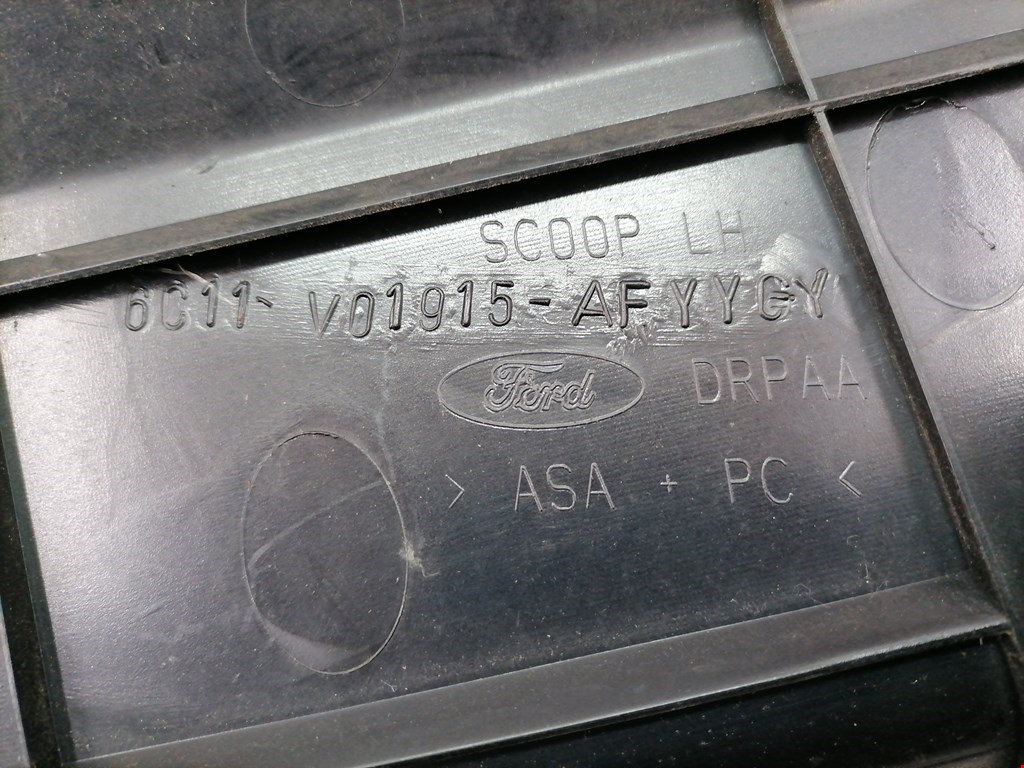 SCOOP LH
6C11-V01915-AFYYGY
Ford DRPAA
> ASA + PC <